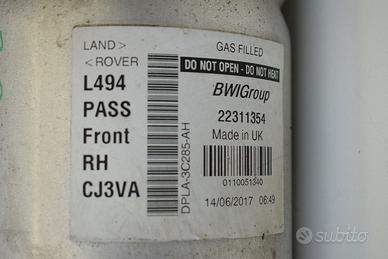 LAND>
<ROVER
L494
PASS
Front
RH
CJ3VA
DPLA-3C285-AH
GAS FILLED
DO NOT OPEN - DO NOT HEAT
BWIGroup
22311354
Made in UK
0110051340
14/06/2017 06:49
subito